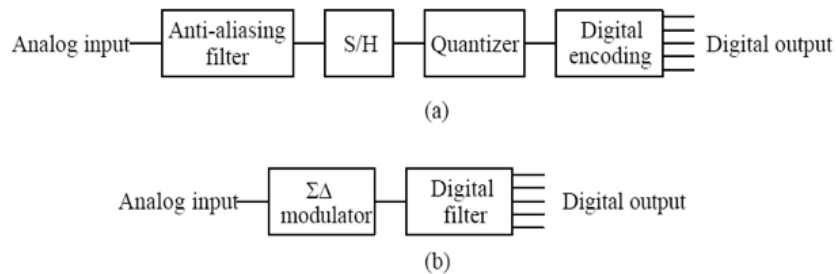 Analog input
Anti-aliasing
filter
S/H
Quantizer
Digital
encoding
Digital output
(a)
Analog input
ΣΔ
modulator
Digital
filter
Digital output
(b)